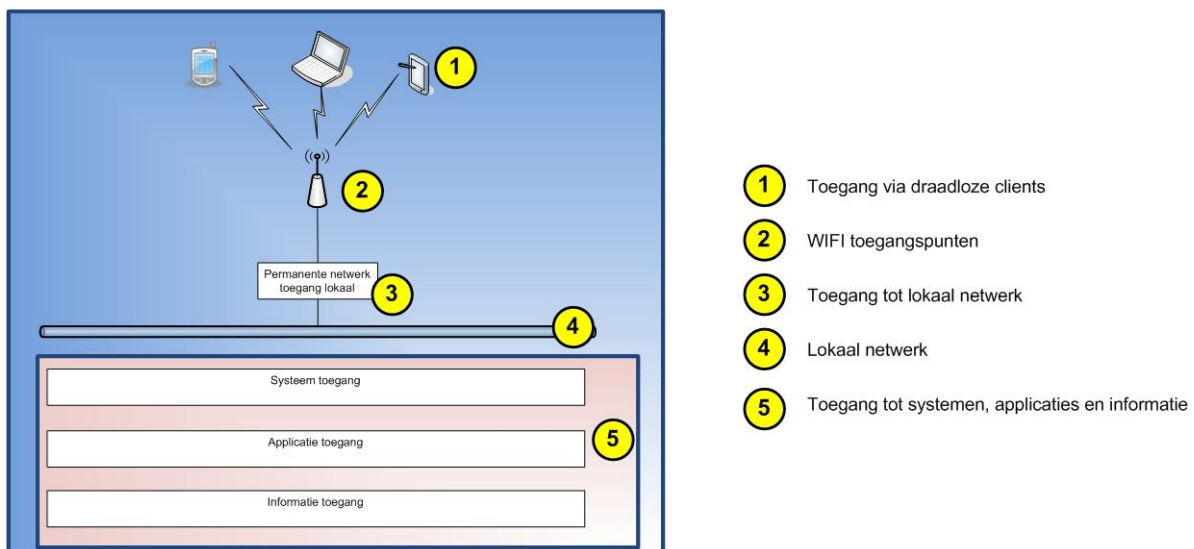 1
2
Permanente netwerk
toegang lokaal
3
4
Systeem toegang
Applicatie toegang
5
Informatie toegang
1 Toegang via draadloze clients
2 WIFI toegangspunten
3 Toegang tot lokaal netwerk
4 Lokaal netwerk
5 Toegang tot systemen, applicaties en informatie